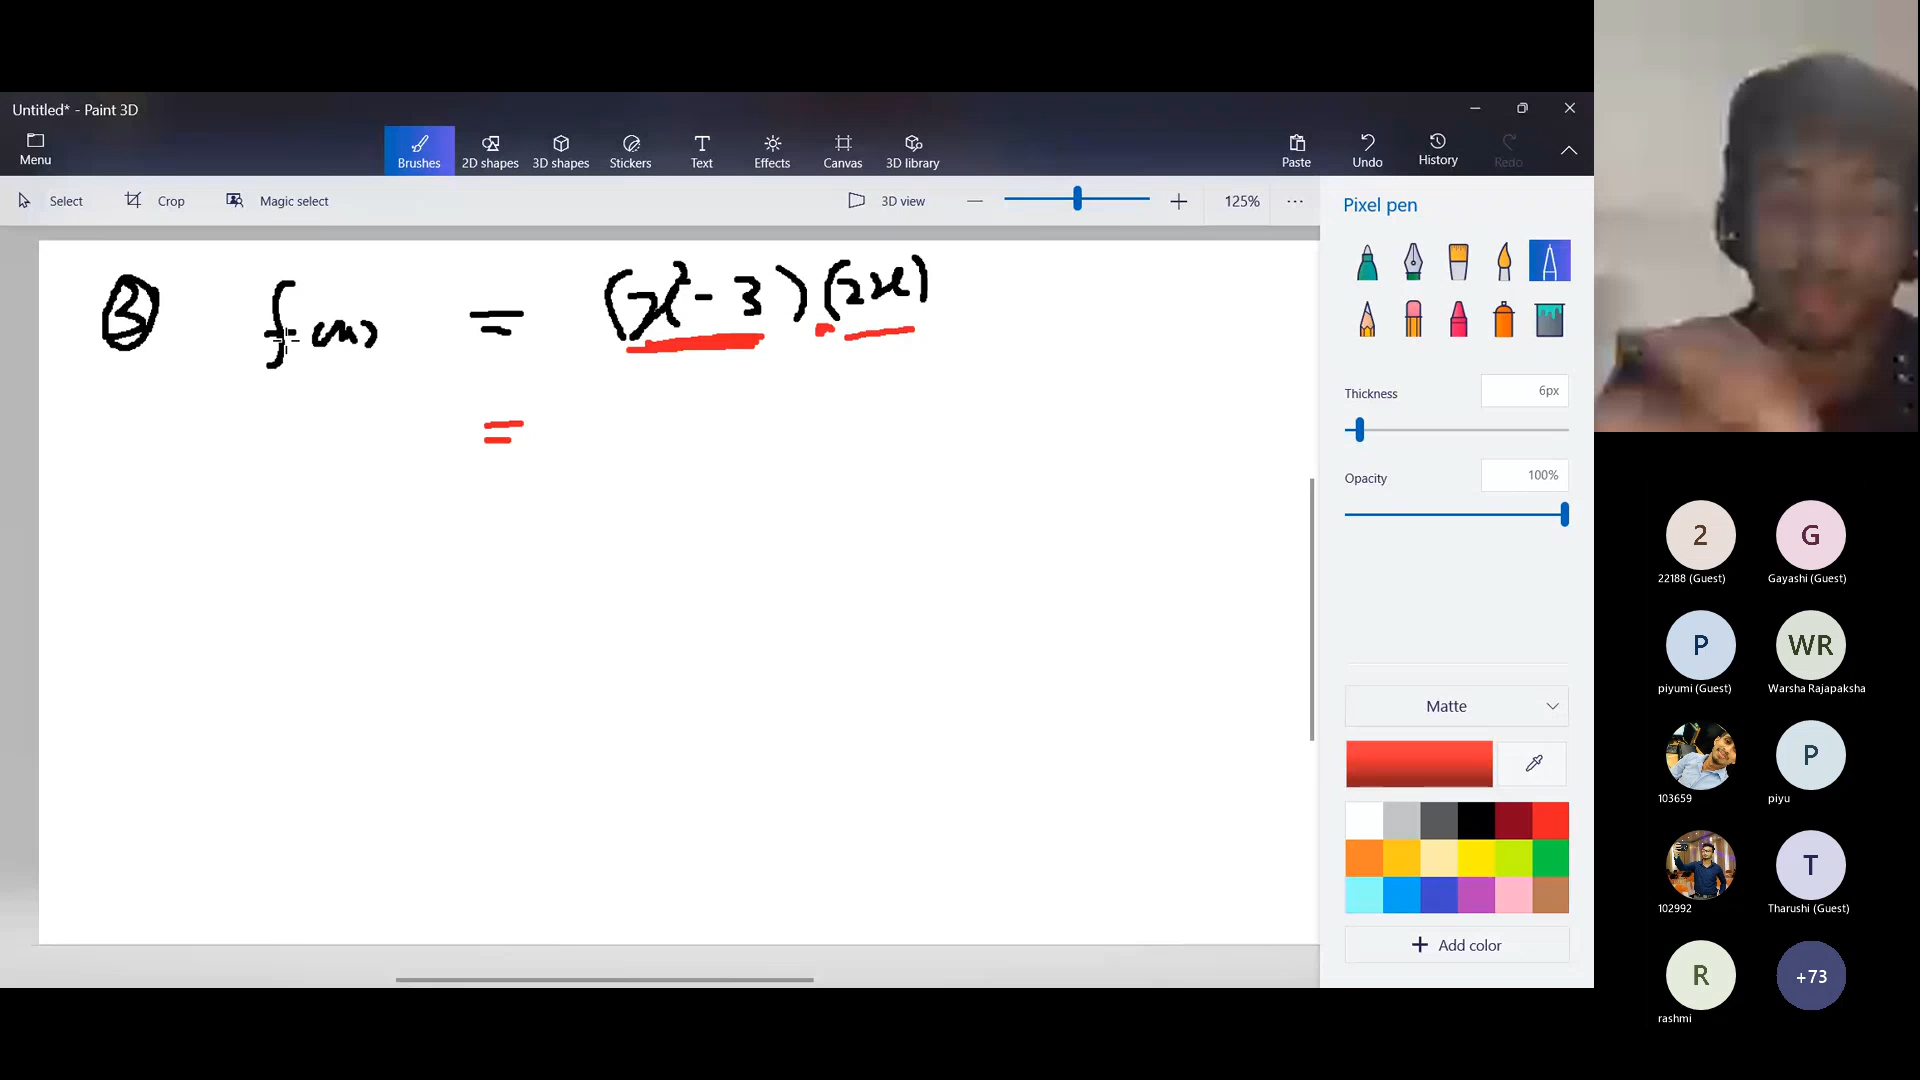 Untitled* - Paint 3D
Menu
Brushes 2D shapes 3D shapes Stickers Text Effects Canvas 3D library Paste Undo History Redo
Select Crop Magic select 3D view 125%
Pixel pen
③ f(x) = (x² - 3) (2x)
=
Thickness 6px
Opacity 100%
Matte
Add color
2 G
22188 (Guest) Gayashi (Guest)
P WR
piyumi (Guest) Warsha Rajapaksha
P
103659 piyu
T
102992 Tharushi (Guest)
R +73
rashmi